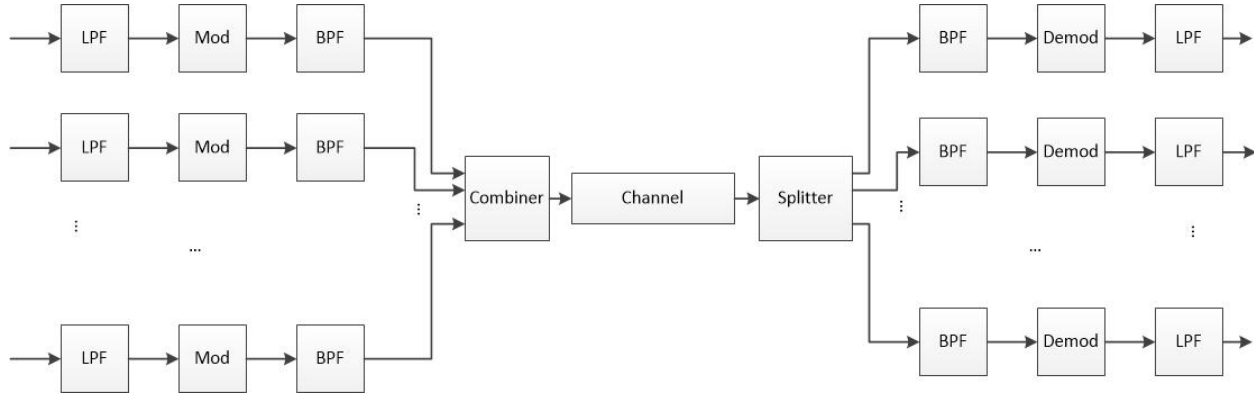 LPF Mod BPF BPF Demod LPF
LPF Mod BPF BPF Demod LPF
Combiner Channel Splitter
... ...
... ...
... ...
LPF Mod BPF BPF Demod LPF